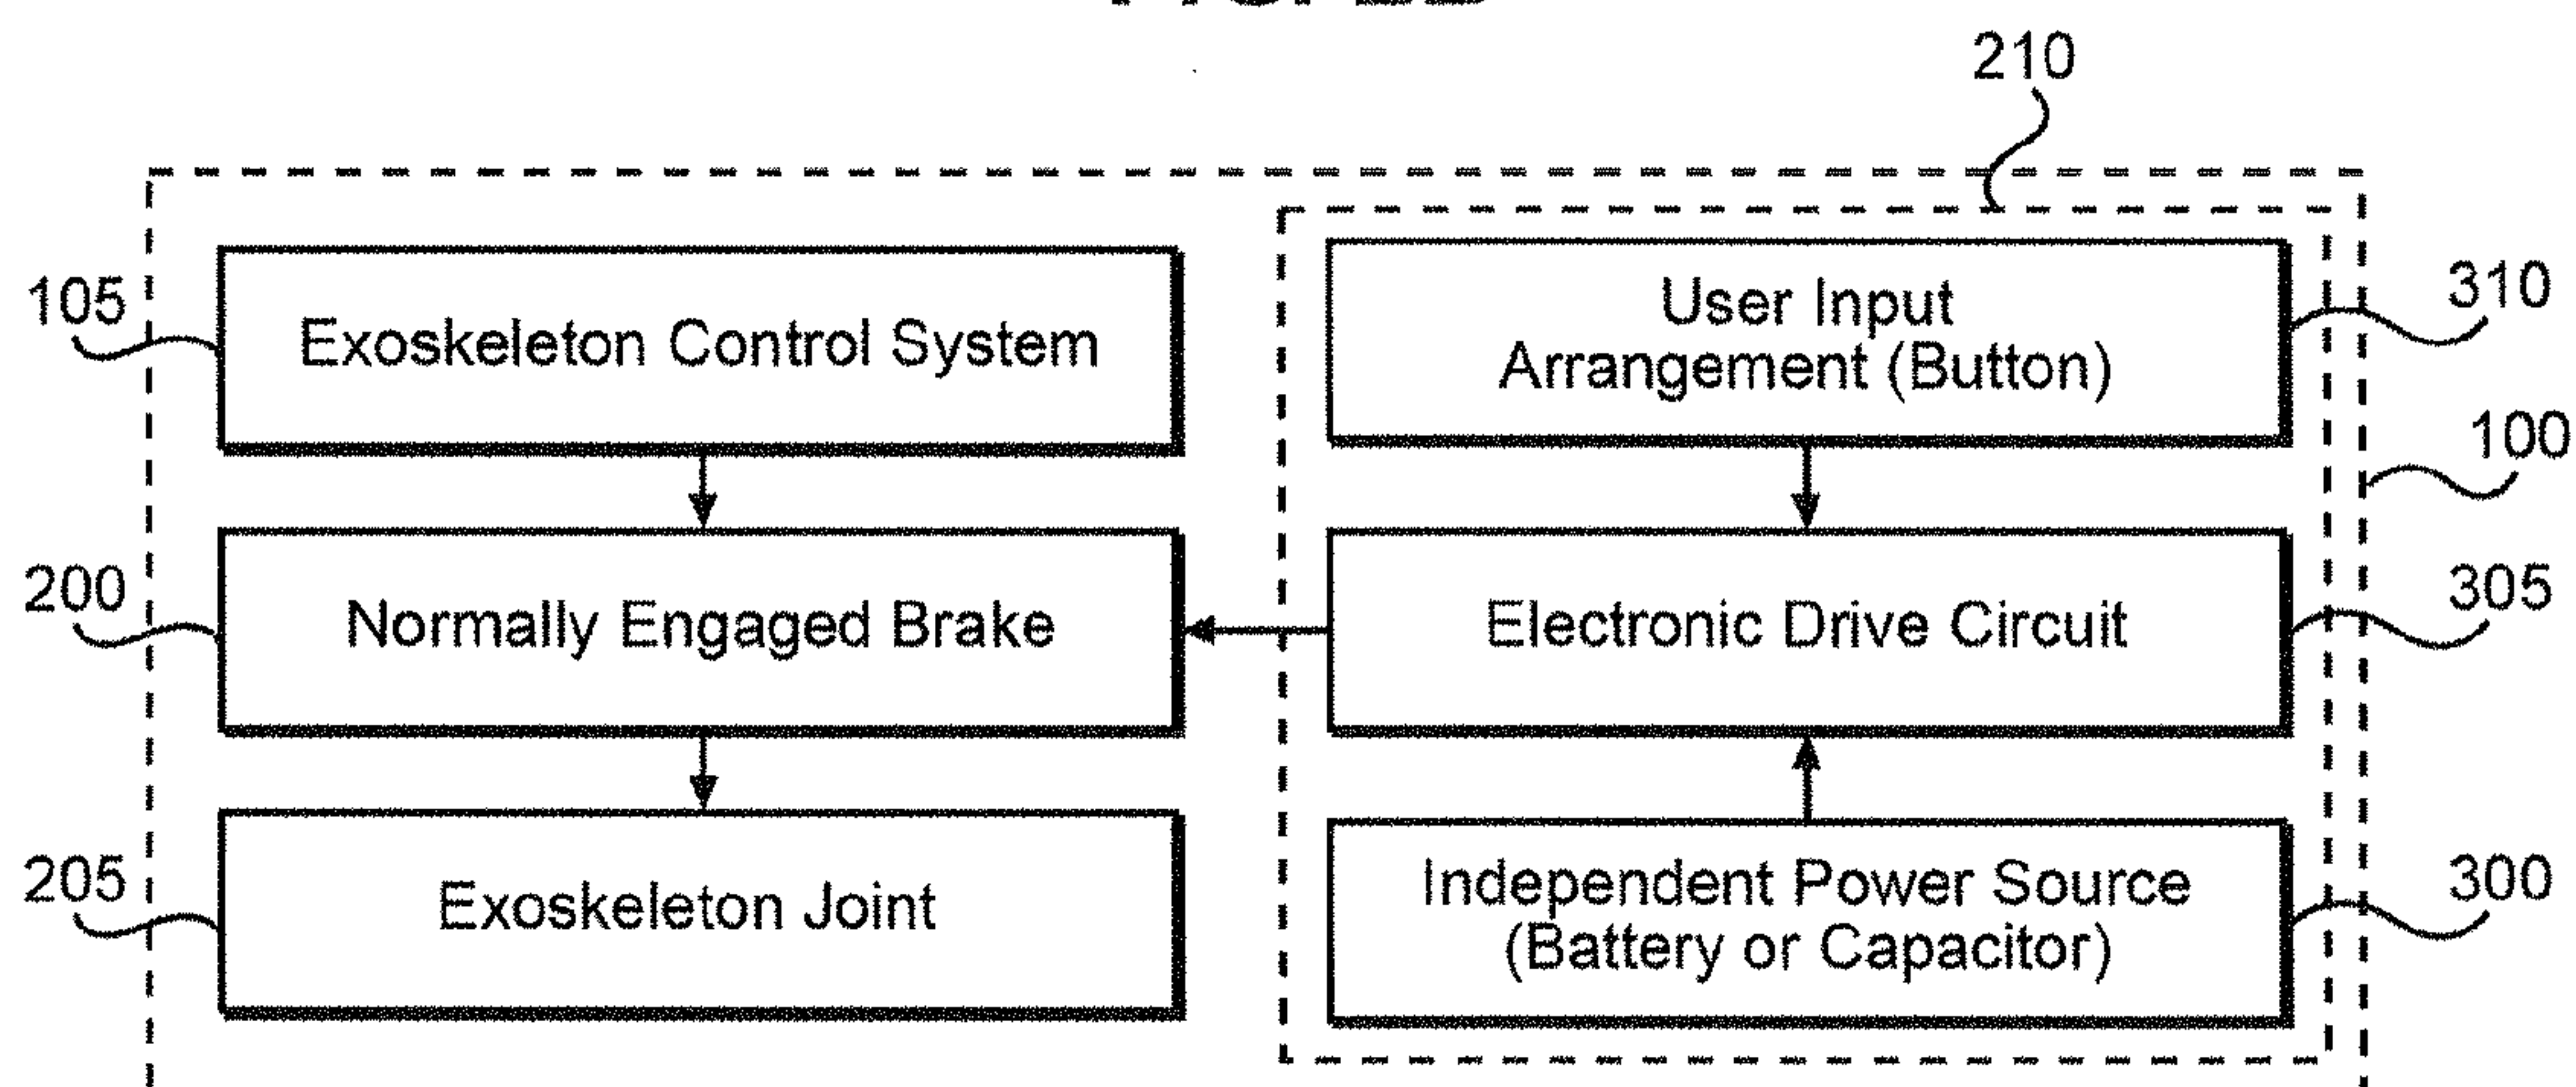 210
105
Exoskeleton Control System
User Input
Arrangement (Button)
310
100
200
Normally Engaged Brake
Electronic Drive Circuit
305
205
Exoskeleton Joint
Independent Power Source
(Battery or Capacitor)
300